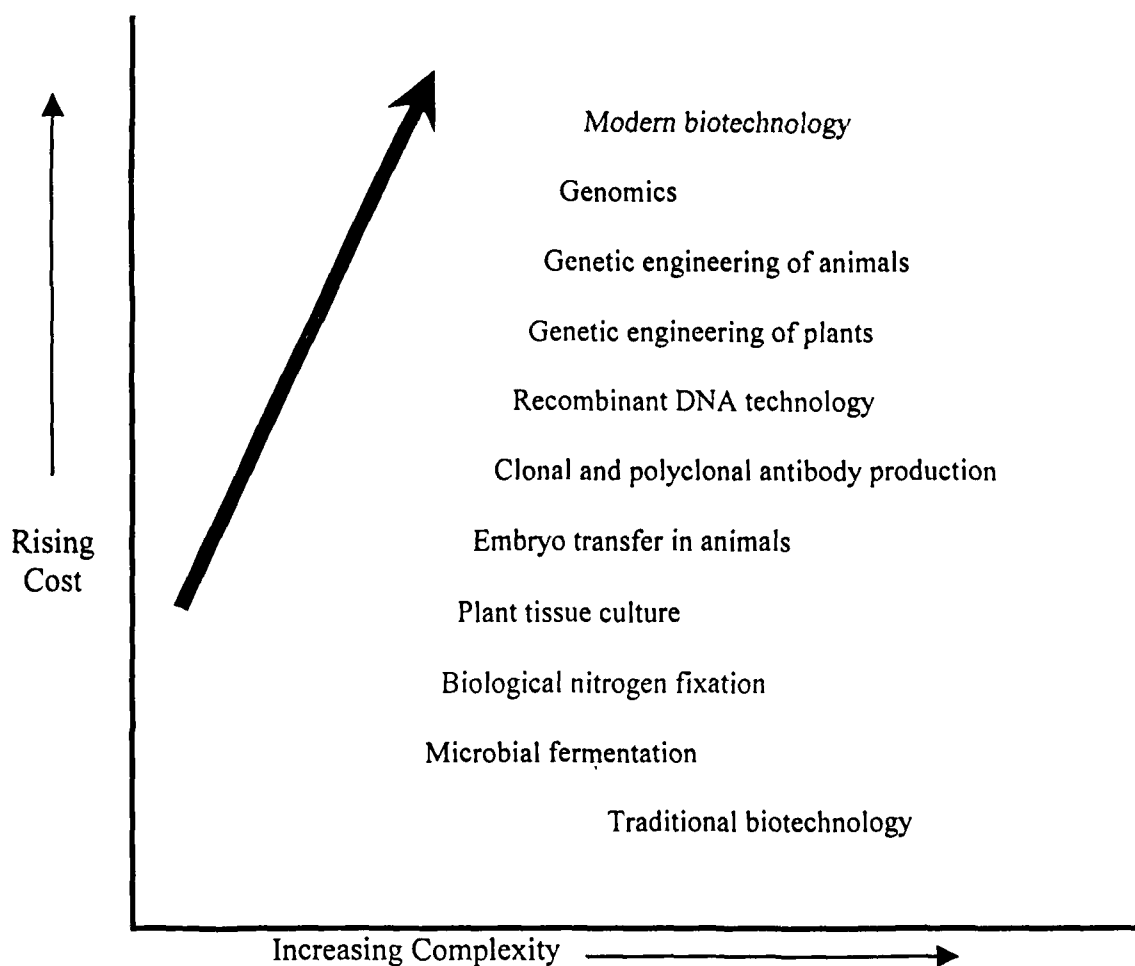 Modern biotechnology
Genomics
Genetic engineering of animals
Genetic engineering of plants
Recombinant DNA technology
Clonal and polyclonal antibody production
Embryo transfer in animals
Plant tissue culture
Biological nitrogen fixation
Microbial fermentation
Traditional biotechnology
Rising
Cost
Increasing Complexity